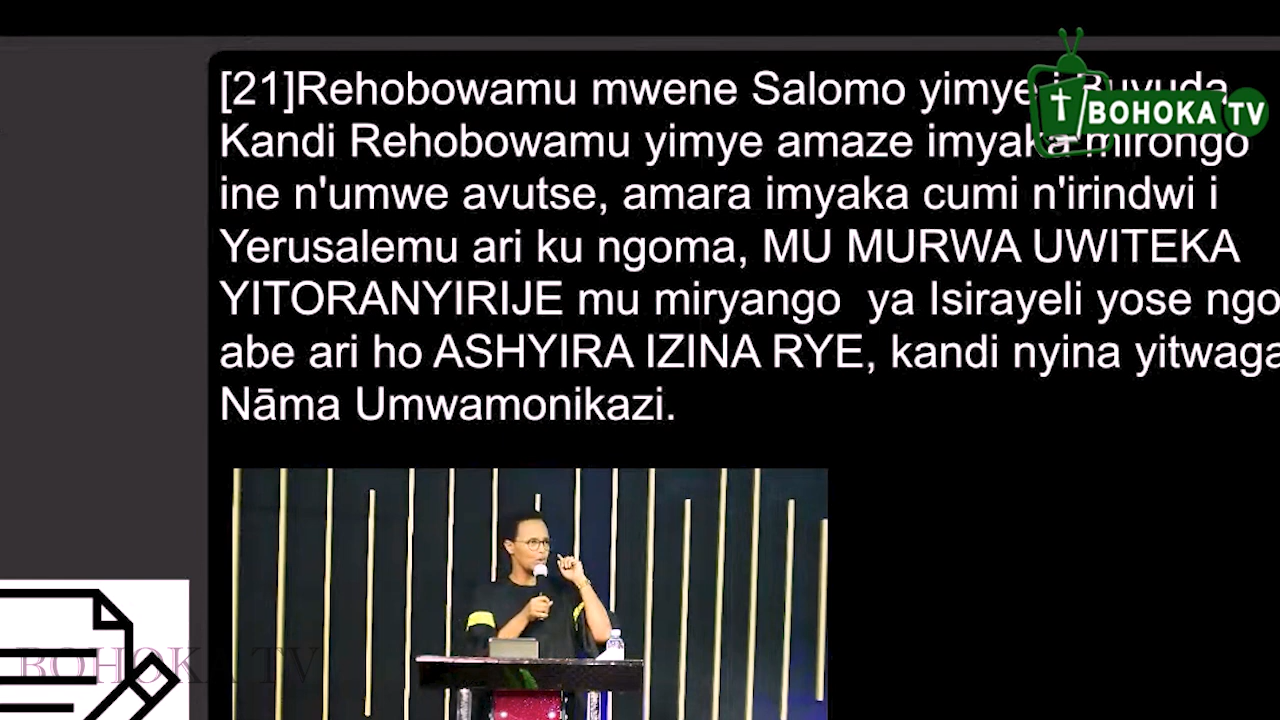 [21]Rehobowamu mwene Salomo yimye i Buyuda,
Kandi Rehobowamu yimye amaze imyaka mirongo
ine n'umwe avutse, amara imyaka cumi n'irindwi i
Yerusalemu ari ku ngoma, MU MURWA UWITEKA
YITORANYIRIJE mu miryango ya Isirayeli yose ngo
abe ari ho ASHYIRA IZINA RYE, kandi nyina yitwaga
Nāma Umwamonikazi.
BOHOKA TV
BOHOKA TV